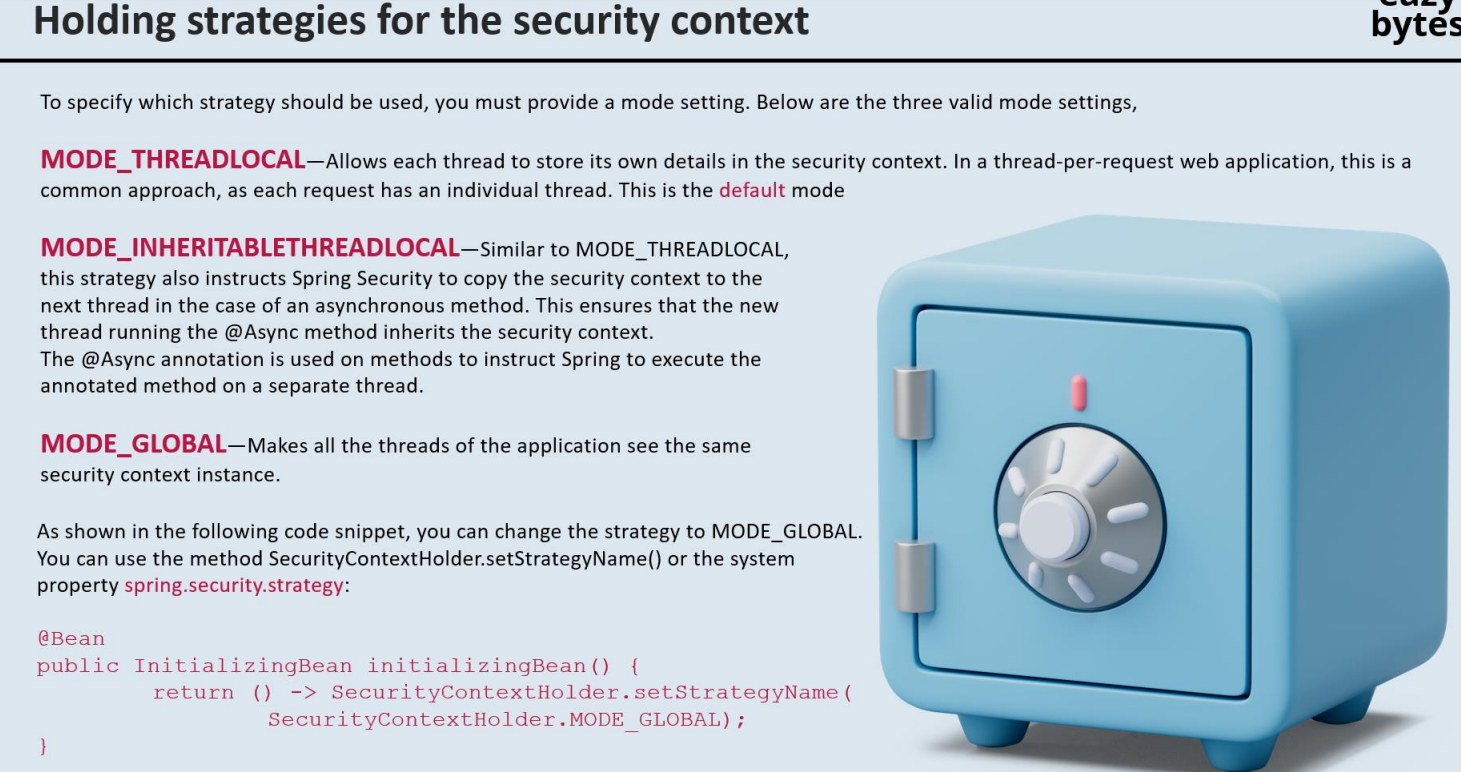 Holding strategies for the security context
eazy
bytes
To specify which strategy should be used, you must provide a mode setting. Below are the three valid mode settings,
MODE_THREADLOCAL—Allows each thread to store its own details in the security context. In a thread-per-request web application, this is a
common approach, as each request has an individual thread. This is the default mode
MODE_INHERITABLETHREADLOCAL—Similar to MODE_THREADLOCAL,
this strategy also instructs Spring Security to copy the security context to the
next thread in the case of an asynchronous method. This ensures that the new
thread running the @Async method inherits the security context.
The @Async annotation is used on methods to instruct Spring to execute the
annotated method on a separate thread.
MODE_GLOBAL—Makes all the threads of the application see the same
security context instance.
As shown in the following code snippet, you can change the strategy to MODE_GLOBAL.
You can use the method SecurityContextHolder.setStrategyName() or the system
property spring.security.strategy:
@Bean
public InitializingBean initializingBean() {
return () -> SecurityContextHolder.setStrategyName(
SecurityContextHolder.MODE_GLOBAL);
}